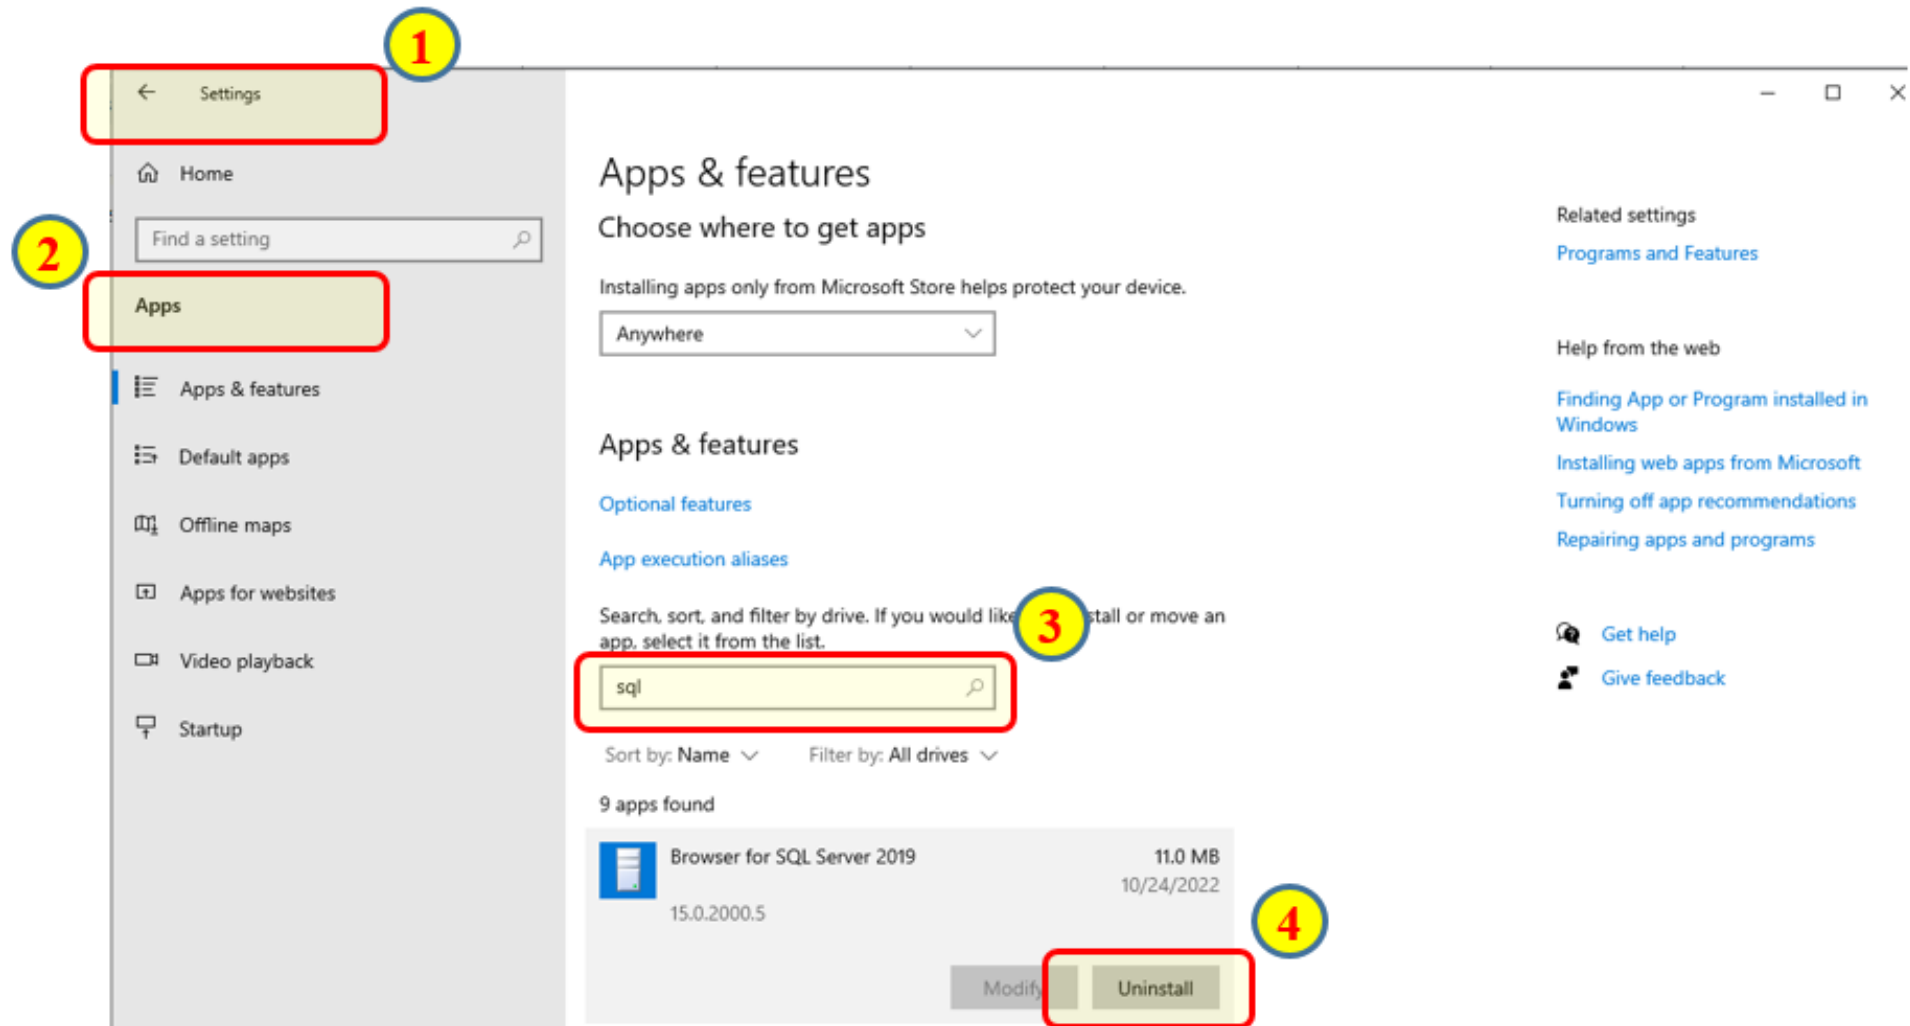 1
Settings
Home
2
Find a setting
Apps
Apps & features
Default apps
Offline maps
Apps for websites
Video playback
Startup
Apps & features
Choose where to get apps
Installing apps only from Microsoft Store helps protect your device.
Anywhere
Apps & features
Optional features
App execution aliases
Search, sort, and filter by drive. If you would like stall or move an
app, select it from the list.
3
sql
Sort by: Name
Filter by: All drives
9 apps found
Browser for SQL Server 2019
11.0 MB
10/24/2022
15.0.2000.5
4
Modify
Uninstall
Related settings
Programs and Features
Help from the web
Finding App or Program installed in
Windows
Installing web apps from Microsoft
Turning off app recommendations
Repairing apps and programs
Get help
Give feedback